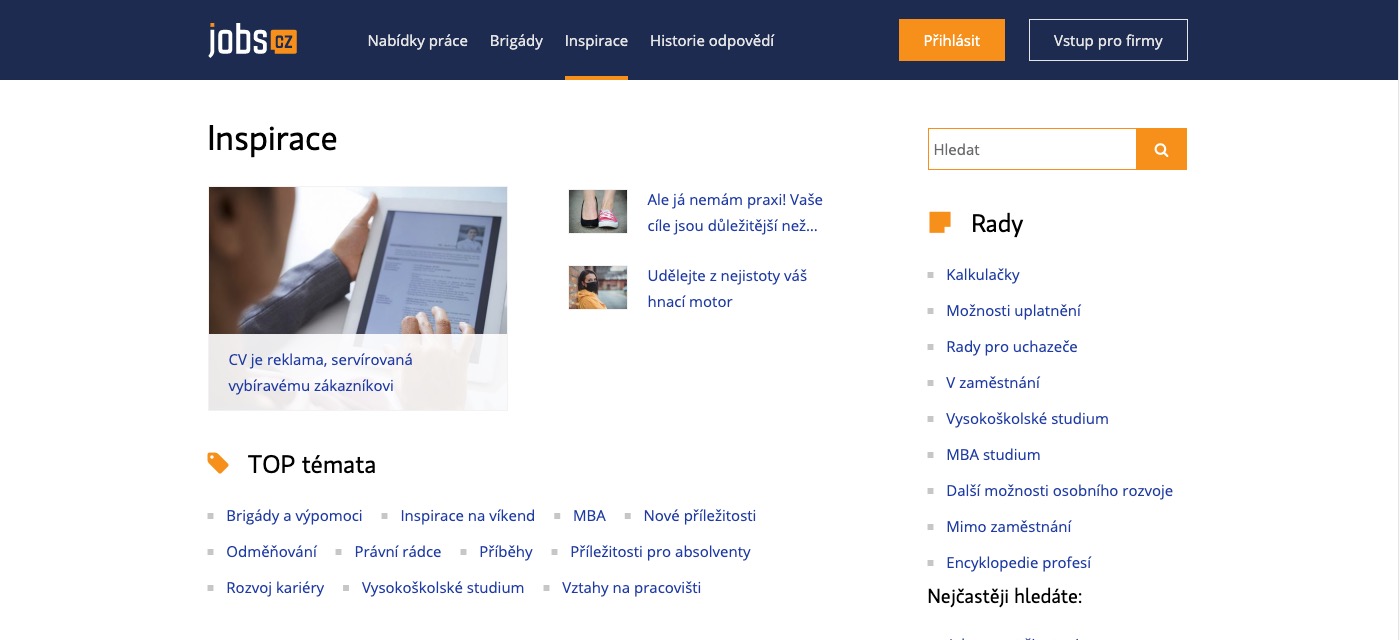 jobs CZ
Nabídky práce
Brigády
Inspirace
Historie odpovědí
Přihlásit
Vstup pro firmy
Inspirace
CV je reklama, servírovaná
vybíravému zákazníkovi
Ale já nemám praxi! Vaše
cíle jsou důležitější než...
Udělejte z nejistoty váš
hnací motor
TOP témata
Brigády a výpomoci
Inspirace na víkend
MBA
Nové příležitosti
Odměňování
Právní rádce
Příběhy
Příležitosti pro absolventy
Rozvoj kariéry
Vysokoškolské studium
Vztahy na pracovišti
Hledat
Rady
Kalkulačky
Možnosti uplatnění
Rady pro uchazeče
V zaměstnání
Vysokoškolské studium
MBA studium
Další možnosti osobního rozvoje
Mimo zaměstnání
Encyklopedie profesí
Nejčastěji hledáte: